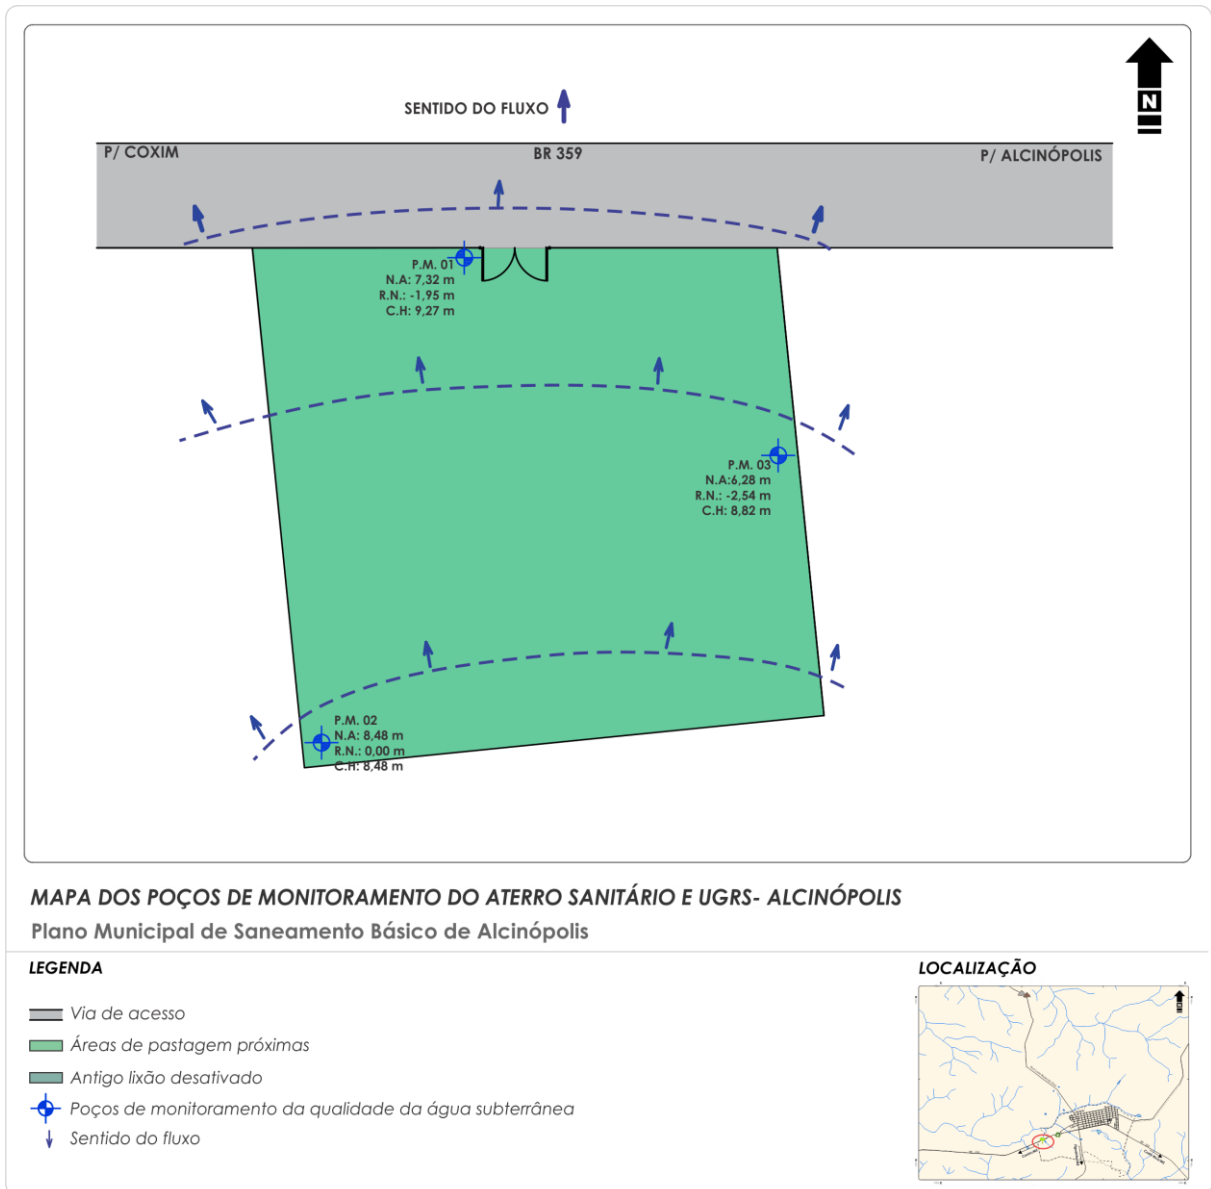 SENTIDO DO FLUXO
N
P/ COXIM
BR 359
P/ ALCINÓPOLIS
P.M. 01
N.A: 7,32 m
R.N.: -1,95 m
C.H: 9,27 m
P.M. 03
N.A:6,28 m
R.N.: -2,54 m
C.H: 8,82 m
P.M. 02
N.A: 8,48 m
R.N.: 0,00 m
C.H: 8,48 m
MAPA DOS POÇOS DE MONITORAMENTO DO ATERRO SANITÁRIO E UGRS- ALCINÓPOLIS
Plano Municipal de Saneamento Básico de Alcinópolis
LEGENDA
Via de acesso
Áreas de pastagem próximas
Antigo lixão desativado
Poços de monitoramento da qualidade da água subterrânea
Sentido do fluxo
LOCALIZAÇÃO